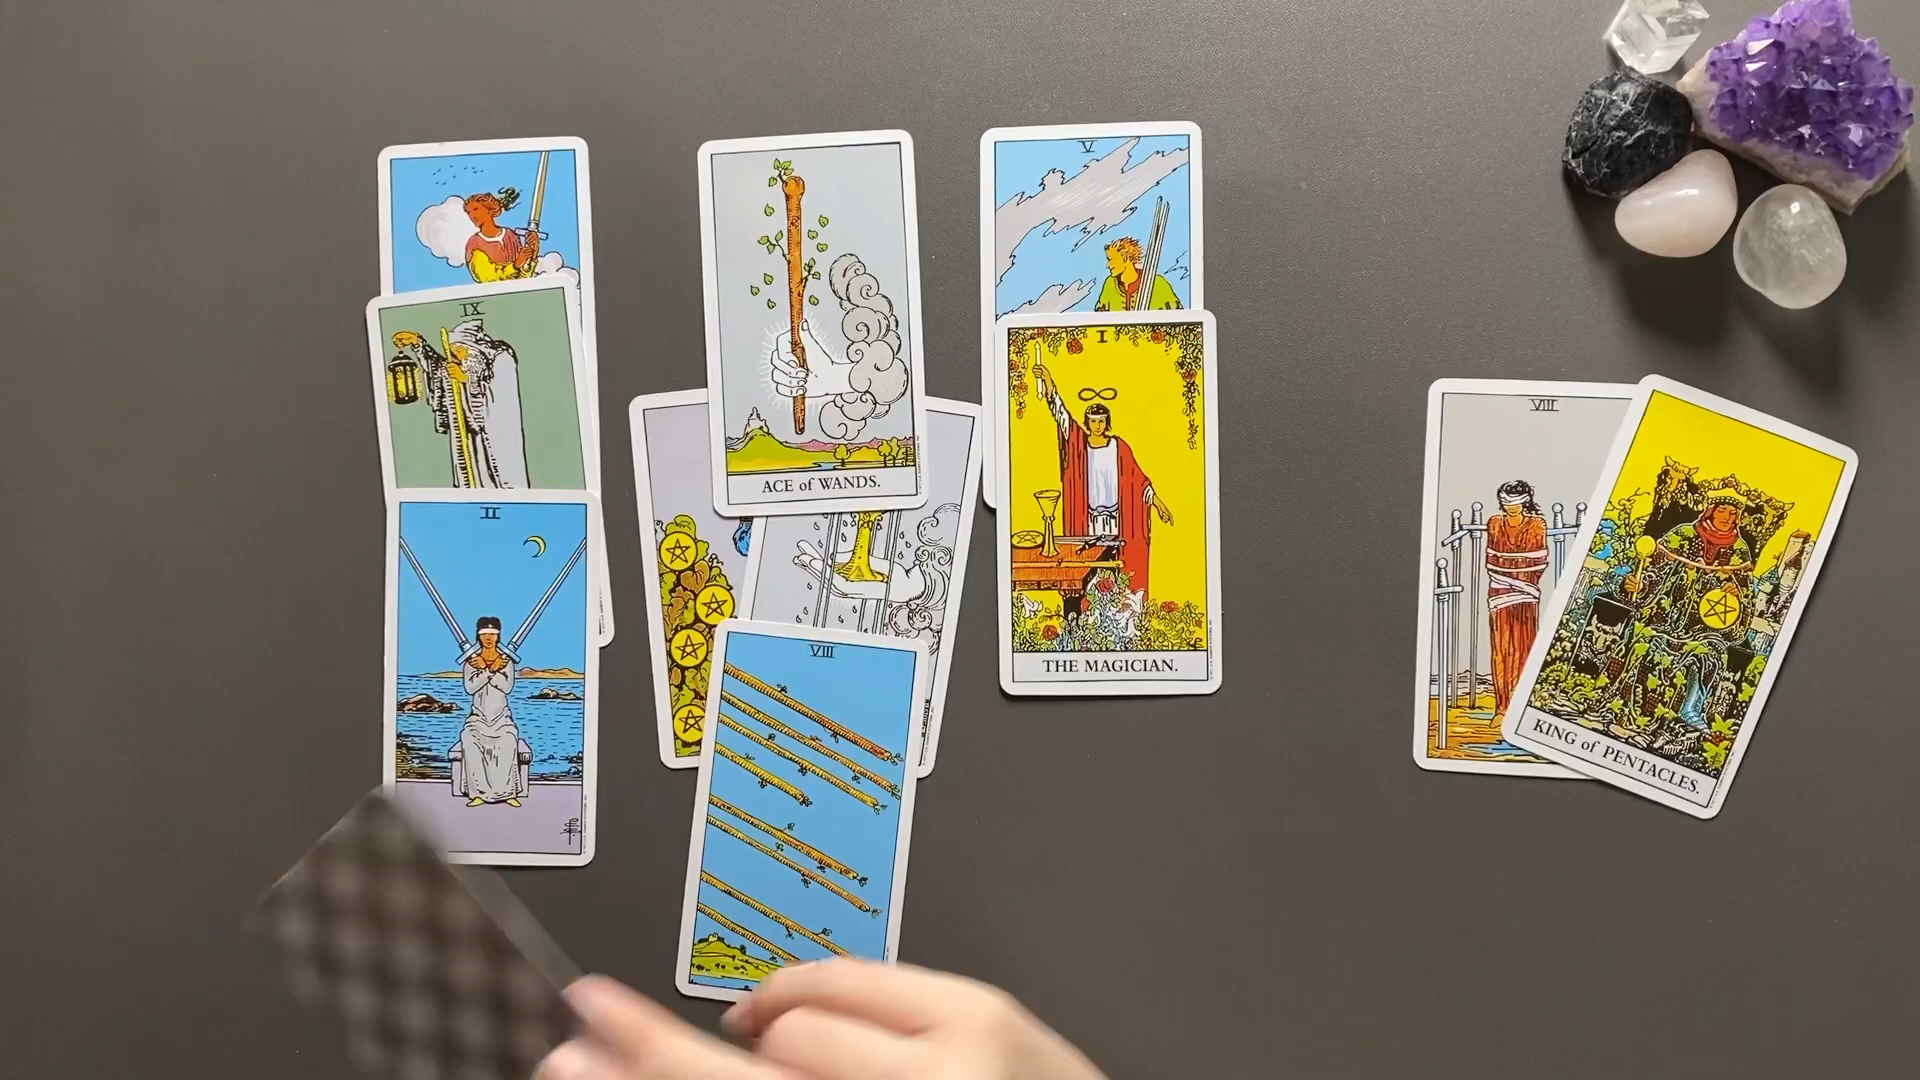 V
IX
ACE of WANDS.
I
THE MAGICIAN.
II
VIII
VIII
KING of PENTACLES.